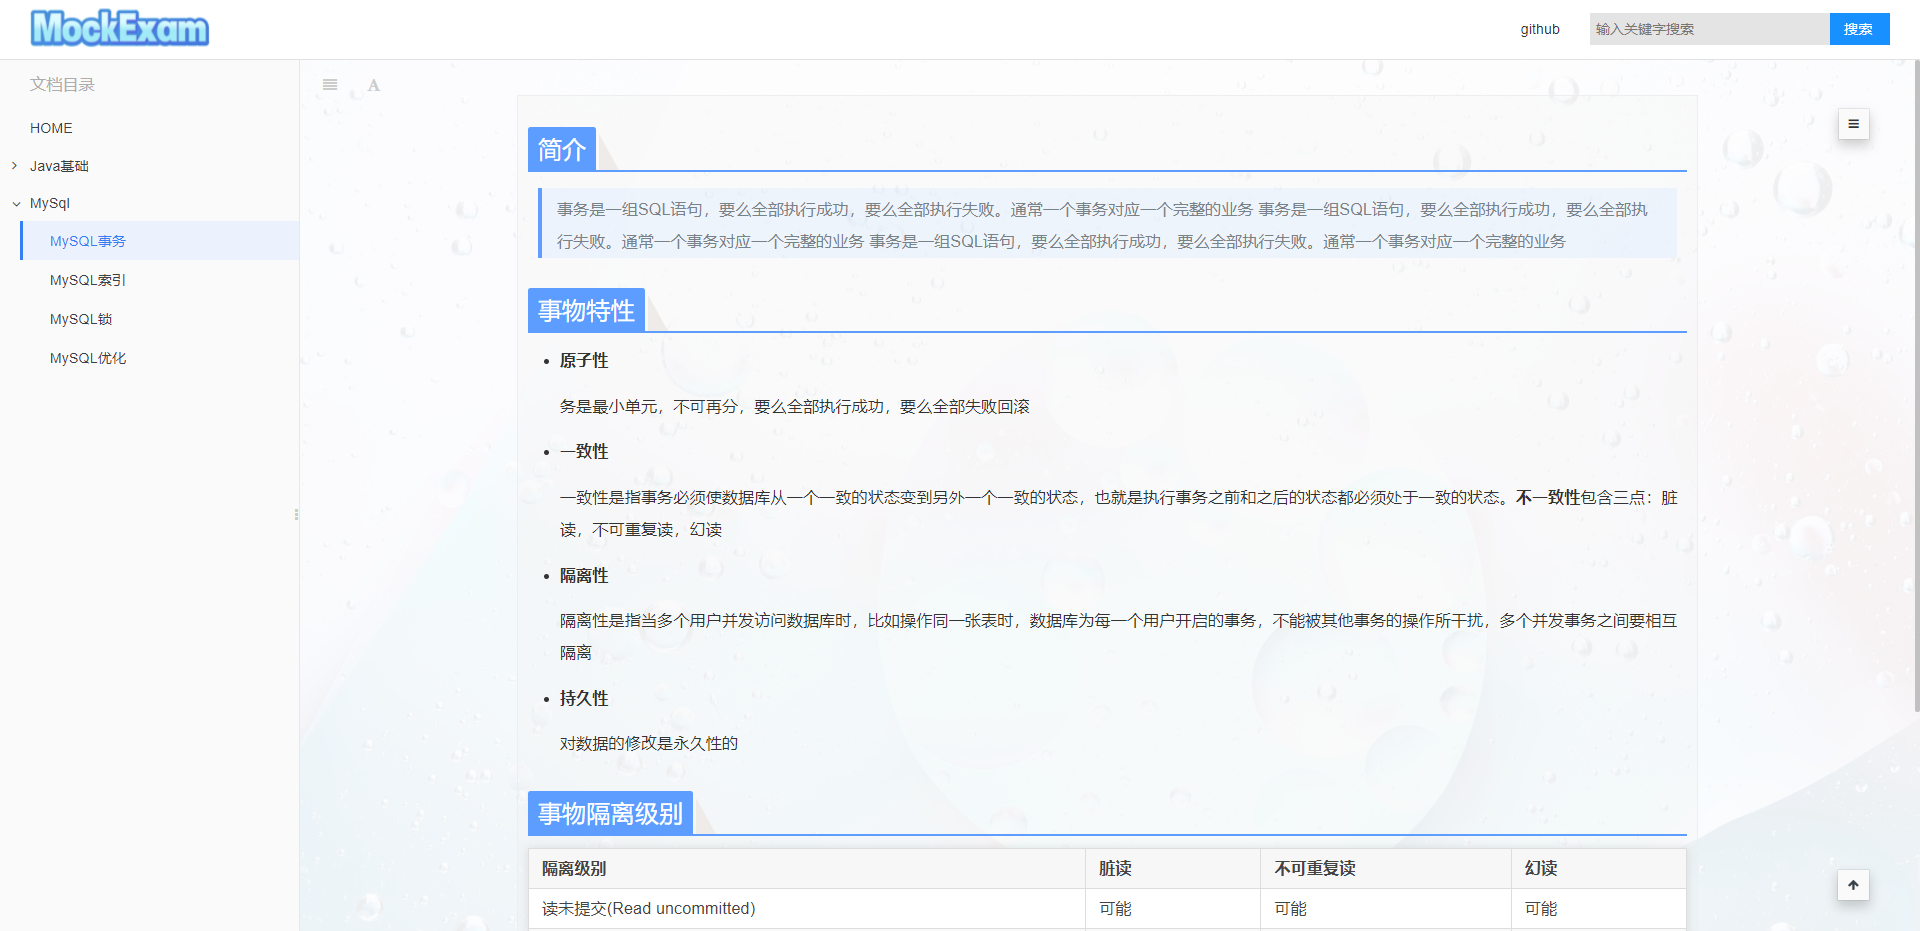 MockExam
github
输入关键字搜索
搜索
文档目录
HOME
Java基础
MySql
MySQL事务
MySQL索引
MySQL锁
MySQL优化
A
简介
事务是一组SQL语句，要么全部执行成功，要么全部执行失败。通常一个事务对应一个完整的业务 事务是一组SQL语句，要么全部执行成功，要么全部执
行失败。通常一个事务对应一个完整的业务 事务是一组SQL语句，要么全部执行成功，要么全部执行失败。通常一个事务对应一个完整的业务
事物特性
• 原子性
务是最小单元，不可再分，要么全部执行成功，要么全部失败回滚
• 一致性
一致性是指事务必须使数据库从一个一致的状态变到另外一个一致的状态，也就是执行事务之前和之后的状态都必须处于一致的状态。不一致性包含三点：脏
读，不可重复读，幻读
• 隔离性
隔离性是指当多个用户并发访问数据库时，比如操作同一张表时，数据库为每一个用户开启的事务，不能被其他事务的操作所干扰，多个并发事务之间要相互
隔离
• 持久性
对数据的修改是永久性的
事物隔离级别
隔离级别 脏读 不可重复读 幻读
读未提交(Read uncommitted) 可能 可能 可能